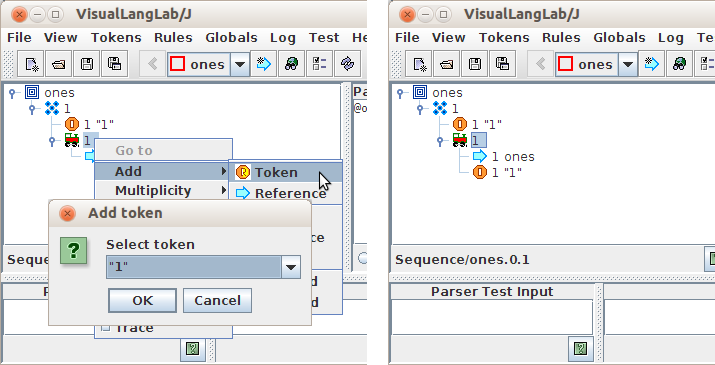 VisualLangLab/J
File View Tokens Rules Globals Log Test He
ones
ones
1
1 "1"
1
Pa
@o
Go to
Add
Multiplicity
Token
Reference
ce
d
d
Add token
Select token
"1"
OK
Cancel
Seque
P
Trace
VisualLangLab/J
File View Tokens Rules Globals Log Test
ones
ones
1
1 "1"
1
1 ones
1 "1"
Sequence/ones.0.1
Parser Test Input